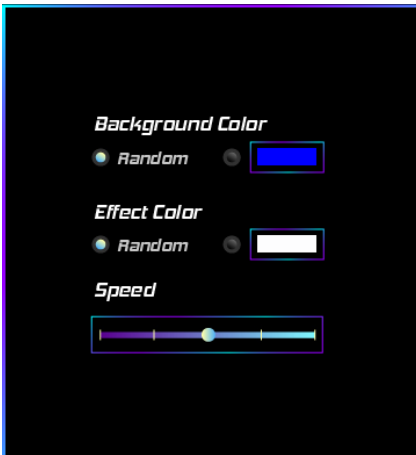 Background Color
Random
Effect Color
Random
Speed